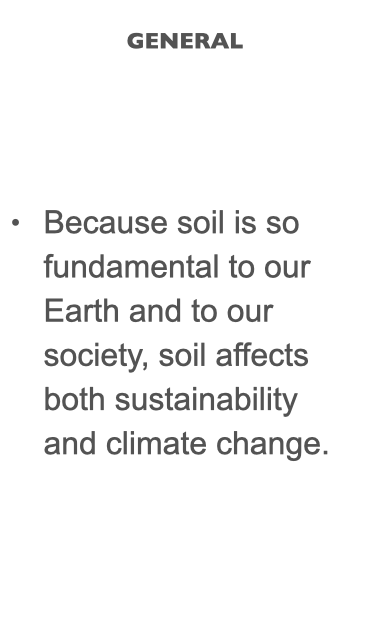 GENERAL
• Because soil is so
fundamental to our
Earth and to our
society, soil affects
both sustainability
and climate change.